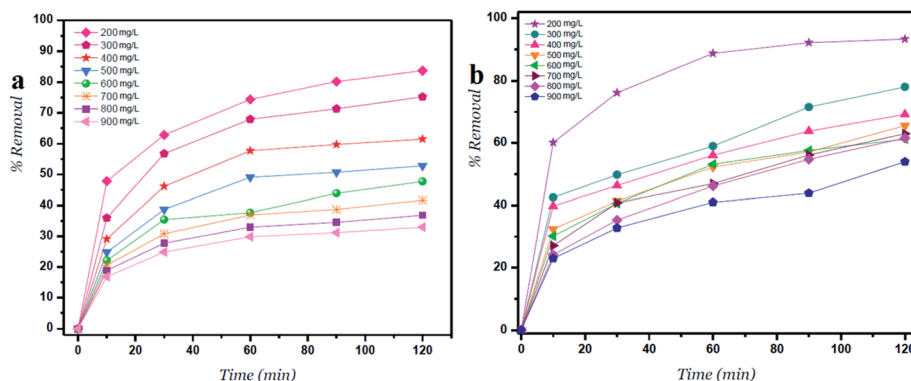 a
% Removal
100
90
80
70
60
50
40
30
20
10
0
200 mg/L
300 mg/L
400 mg/L
500 mg/L
600 mg/L
700 mg/L
800 mg/L
900 mg/L
0
20
40
60
80
100
120
Time (min)
b
% Removal
100
80
60
40
20
0
200 mg/L
300 mg/L
400 mg/L
500 mg/L
600 mg/L
700 mg/L
800 mg/L
900 mg/L
0
20
40
60
80
100
120
Time (min)